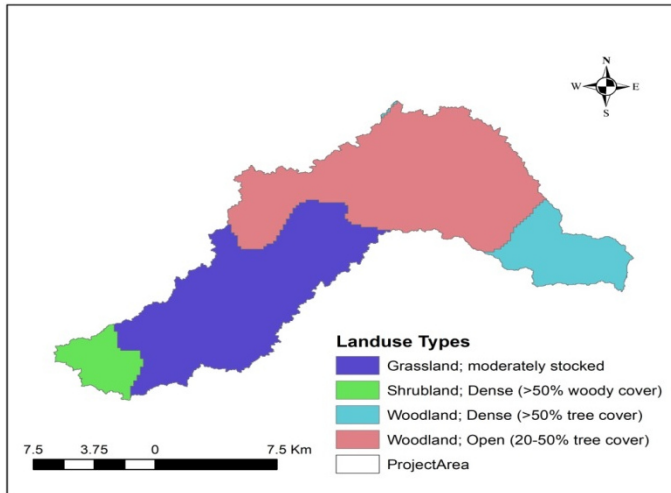 N
W E
S
Landuse Types
Grassland; moderately stocked
Shrubland; Dense (>50% woody cover)
Woodland; Dense (>50% tree cover)
Woodland; Open (20-50% tree cover)
ProjectArea
7.5 3.75 0 7.5 Km